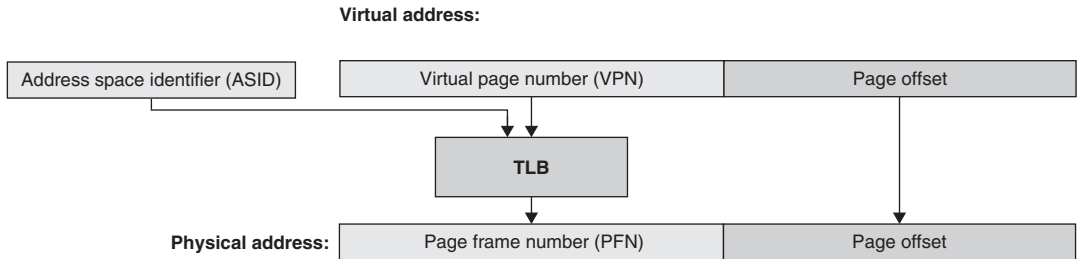 Virtual address:
Address space identifier (ASID)
Virtual page number (VPN)
Page offset
TLB
Physical address:
Page frame number (PFN)
Page offset